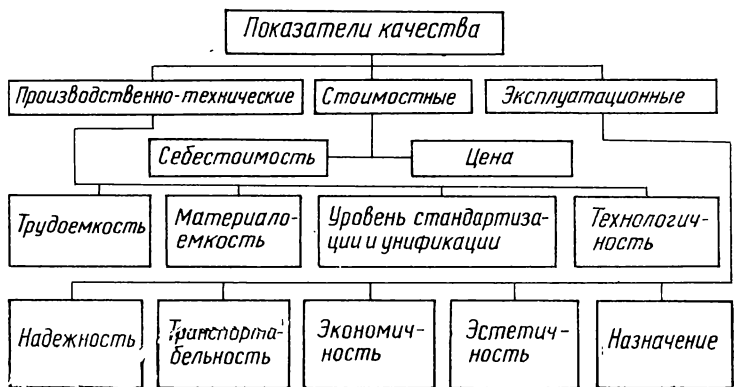 Показатели качества
Производственно-технические
Стоимостные
Эксплуатационные
Себестоимость
Цена
Трудоемкость
Материало-
емкость
Уровень стандартиза-
ции и унификации
Технологич-
ность
Надежность
Транспорта-
бельность
Экономич-
ность
Эстетич-
ность
Назначение